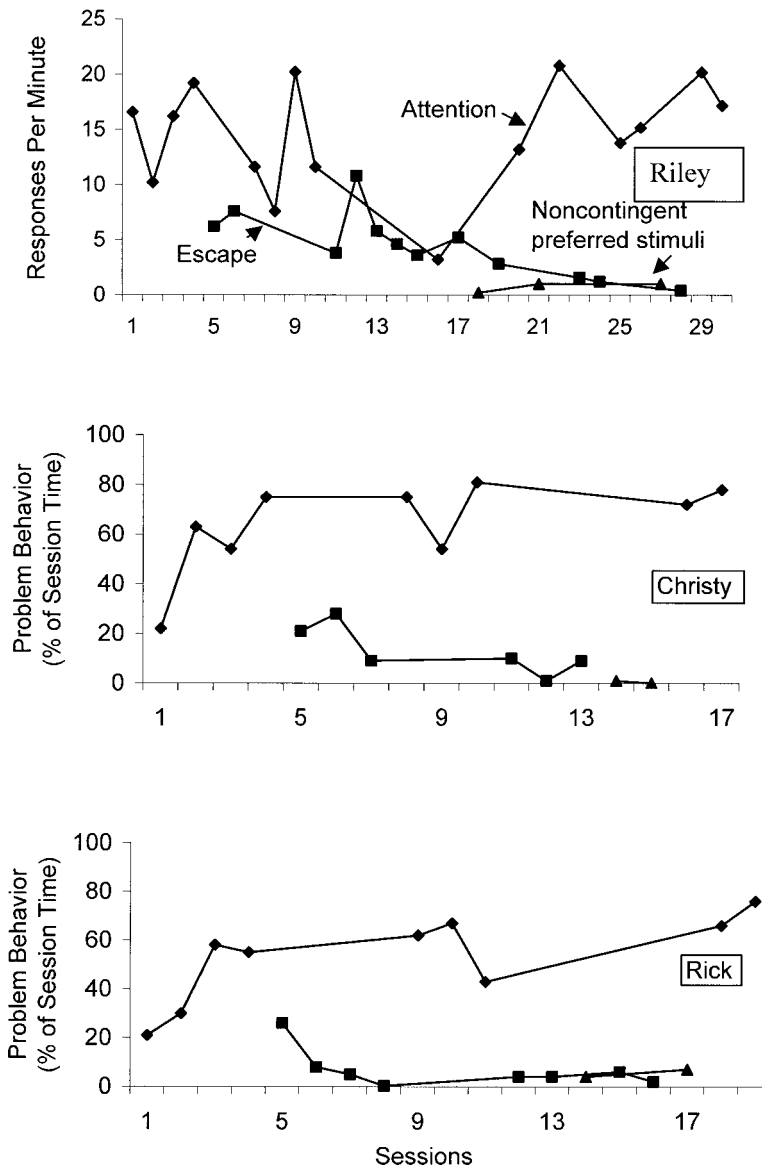 Responses Per Minute
25
20
15
10
5
0
Attention
Riley
Noncontingent
preferred stimuli
Escape
1 5 9 13 17 21 25 29
Problem Behavior
(% of Session Time)
100
80
60
40
20
0
Christy
1 5 9 13 17
Problem Behavior
(% of Session Time)
100
80
60
40
20
0
Rick
1 5 9 13 17
Sessions